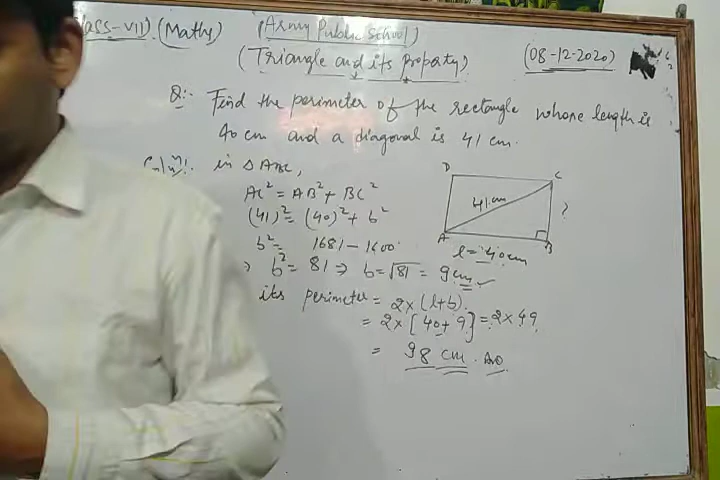 Class-VII) (Maths) (Army Public School)
(Triangle and its property) (08-12-2020)
Q:- Find the perimeter of the rectangle whose length is
40 cm and a diagonal is 41 cm.
Solun:- in △ABC,
AC² = AB² + BC²
(41)² = (40)² + b²
b² = 1681 - 1600
⇒ b² = 81 ⇒ b = √81 = 9 cm
its perimeter = 2 × (l+b)
= 2 × [40 + 9] = 2 × 49
= 98 cm. Ans
D C
41 cm
?
A B
l = 40 cm